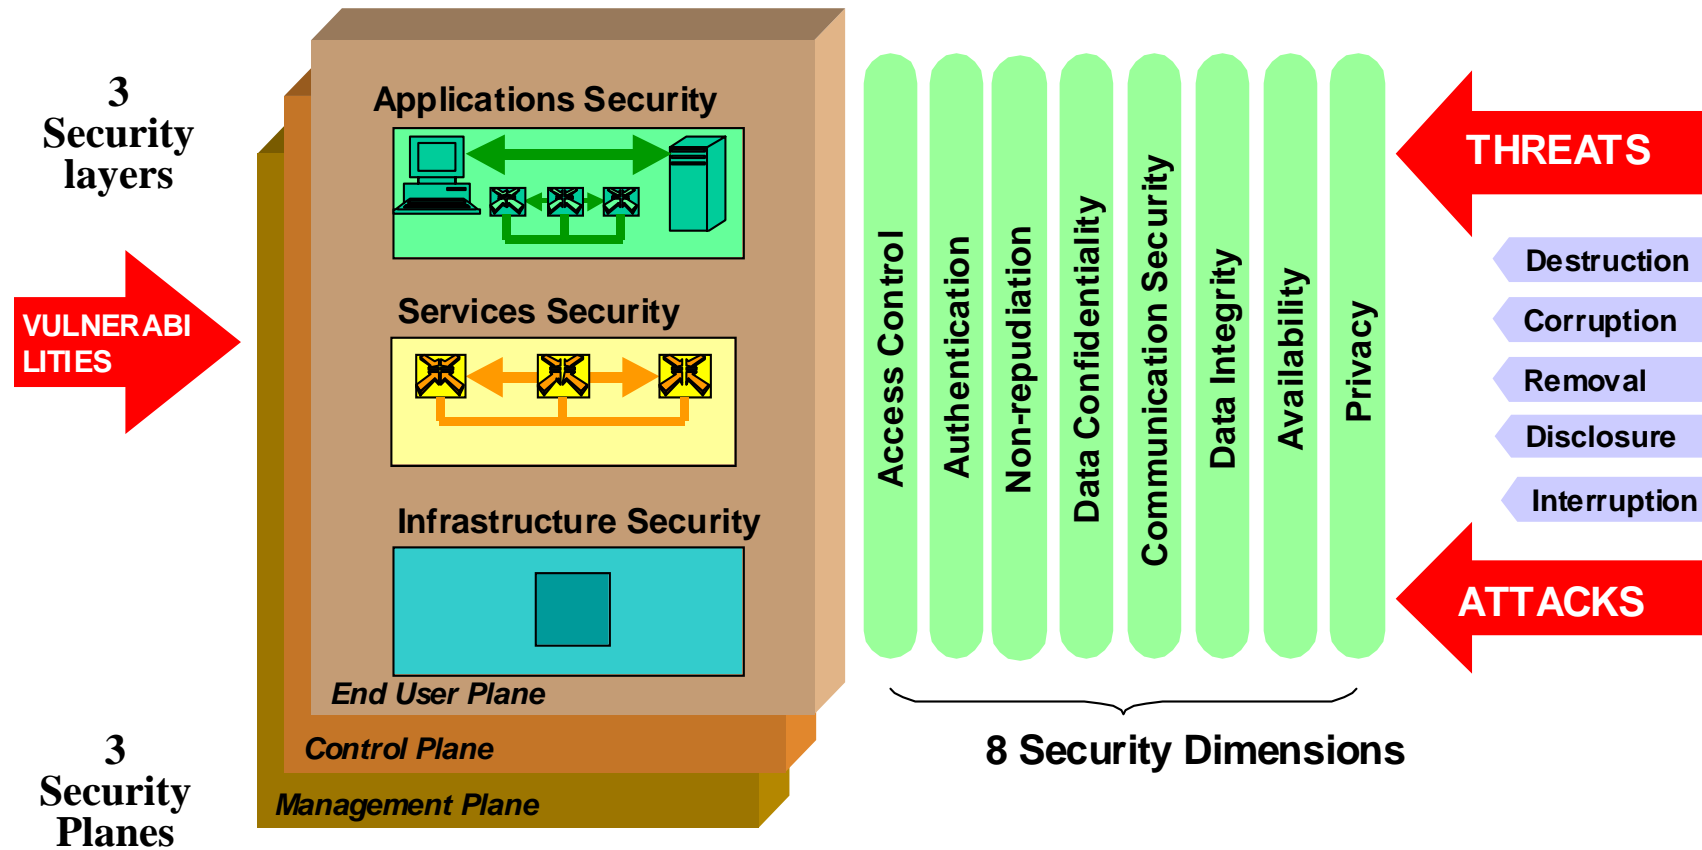 3
Security
layers
VULNERABI
LITIES
3
Security
Planes
Applications Security
Services Security
Infrastructure Security
End User Plane
Control Plane
Management Plane
Access Control
Authentication
Non-repudiation
Data Confidentiality
Communication Security
Data Integrity
Availability
Privacy
8 Security Dimensions
THREATS
Destruction
Corruption
Removal
Disclosure
Interruption
ATTACKS